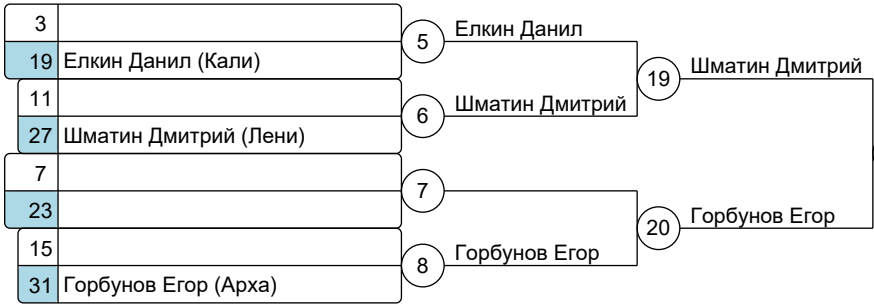 3
19 Елкин Данил (Кали)
5
Елкин Данил
11
27 Шматин Дмитрий (Лени)
6
Шматин Дмитрий
19
Шматин Дмитрий
7
23
7
15
31 Горбунов Егор (Арха)
8
Горбунов Егор
20
Горбунов Егор